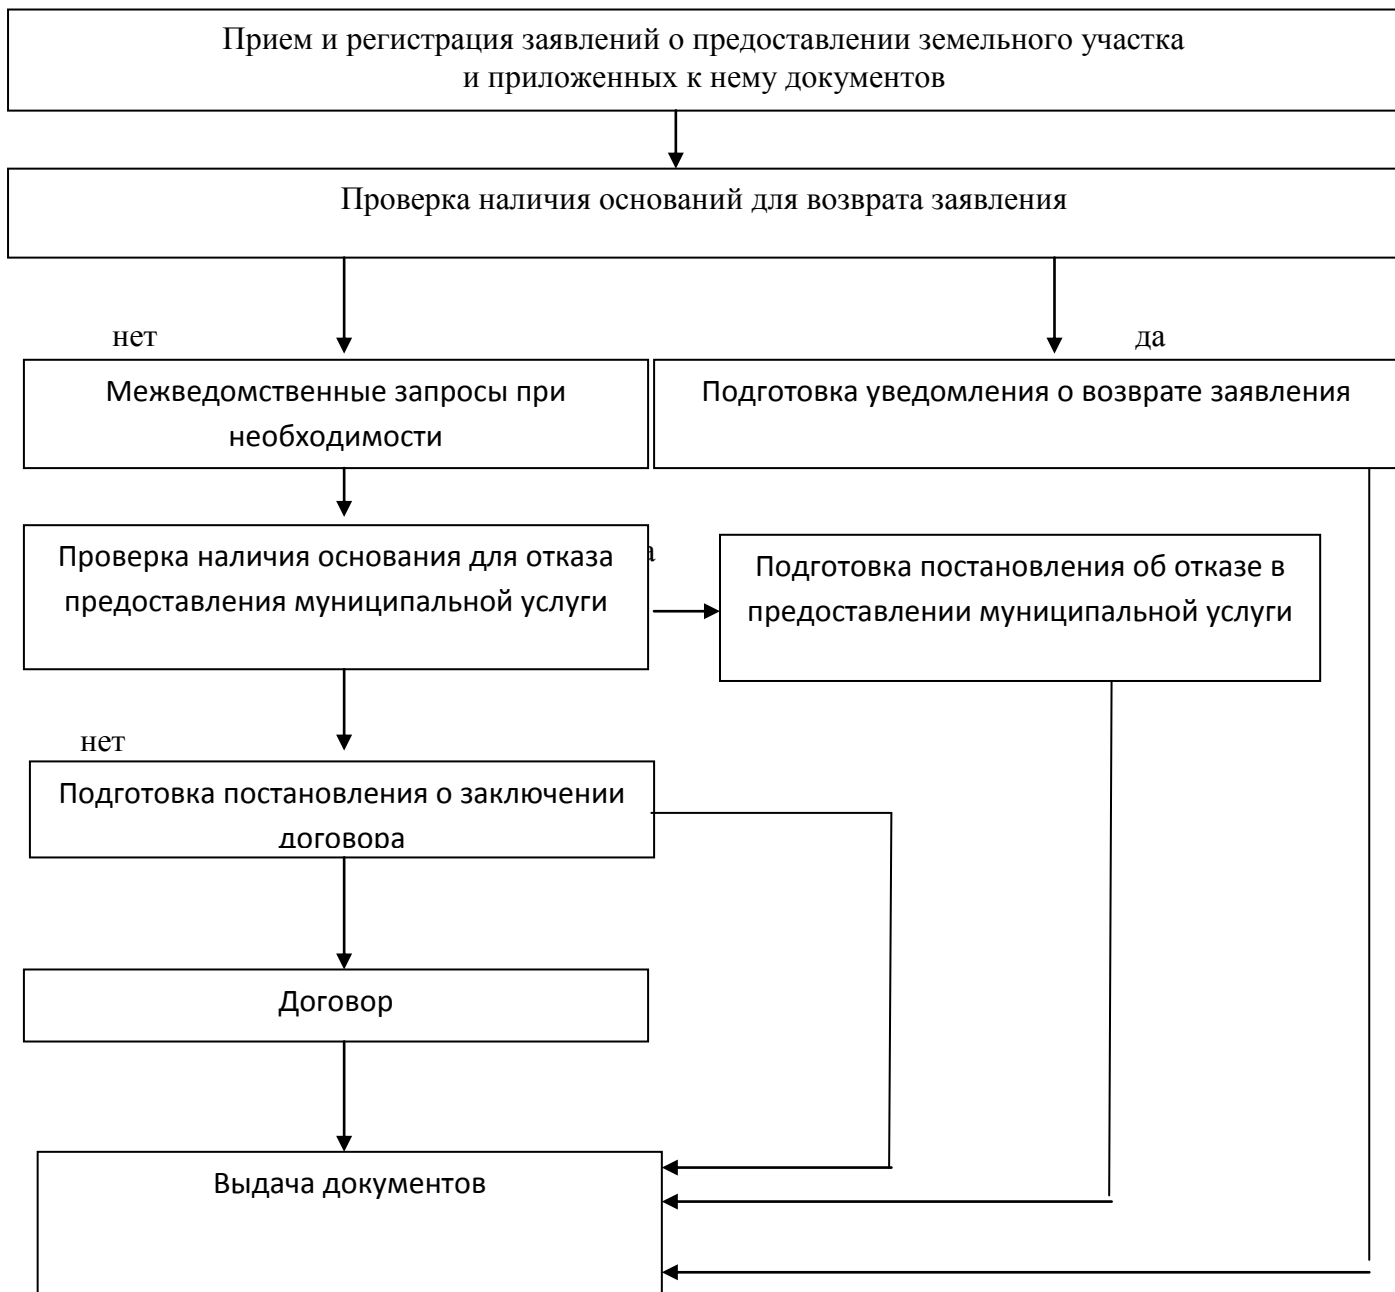 Прием и регистрация заявлений о предоставлении земельного участка
и приложенных к нему документов
Проверка наличия оснований для возврата заявления
нет
да
Межведомственные запросы при
необходимости
Подготовка уведомления о возврате заявления
Проверка наличия основания для отказа
предоставления муниципальной услуги
Подготовка постановления об отказе в
предоставлении муниципальной услуги
нет
Подготовка постановления о заключении
договора
Договор
Выдача документов